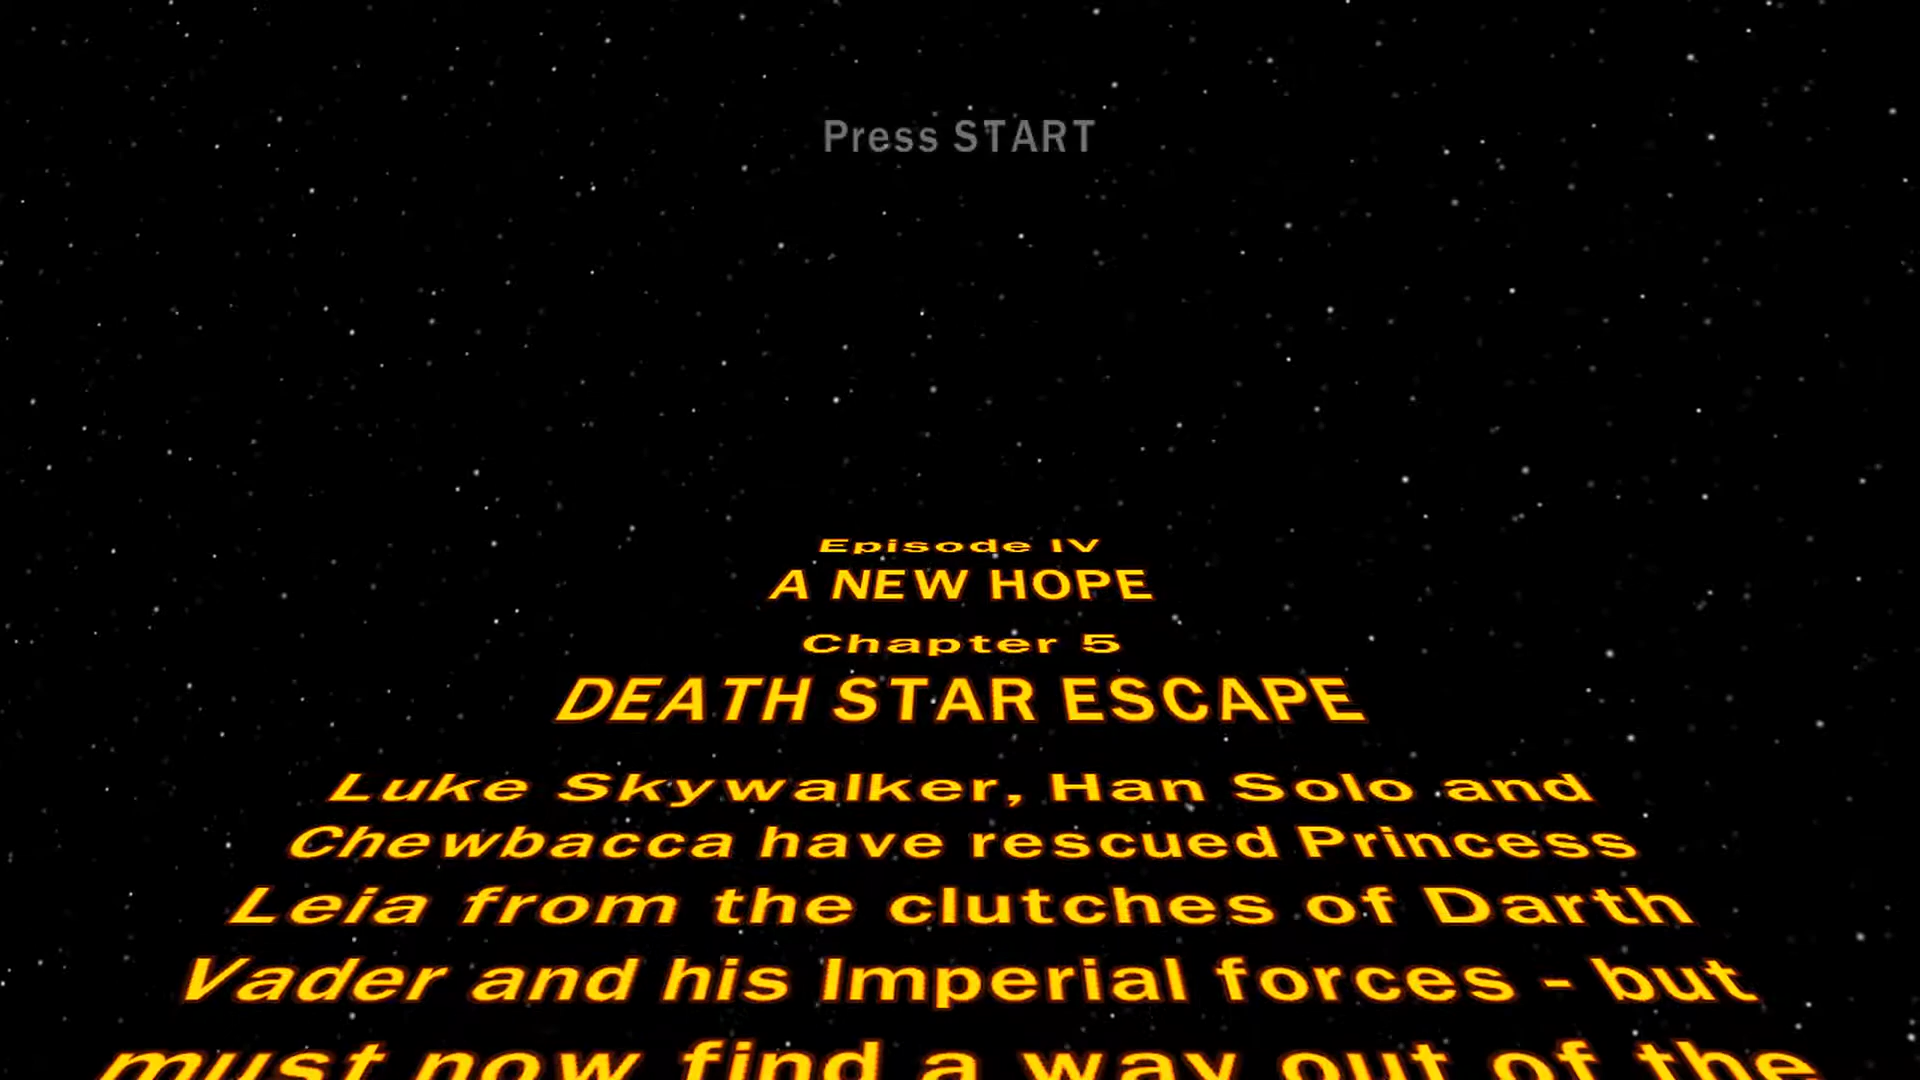 Press START
Episode IV
A NEW HOPE
Chapter 5
DEATH STAR ESCAPE
Luke Skywalker, Han Solo and
Chewbacca have rescued Princess
Leia from the clutches of Darth
Vader and his Imperial forces - but
must now find a way out of the